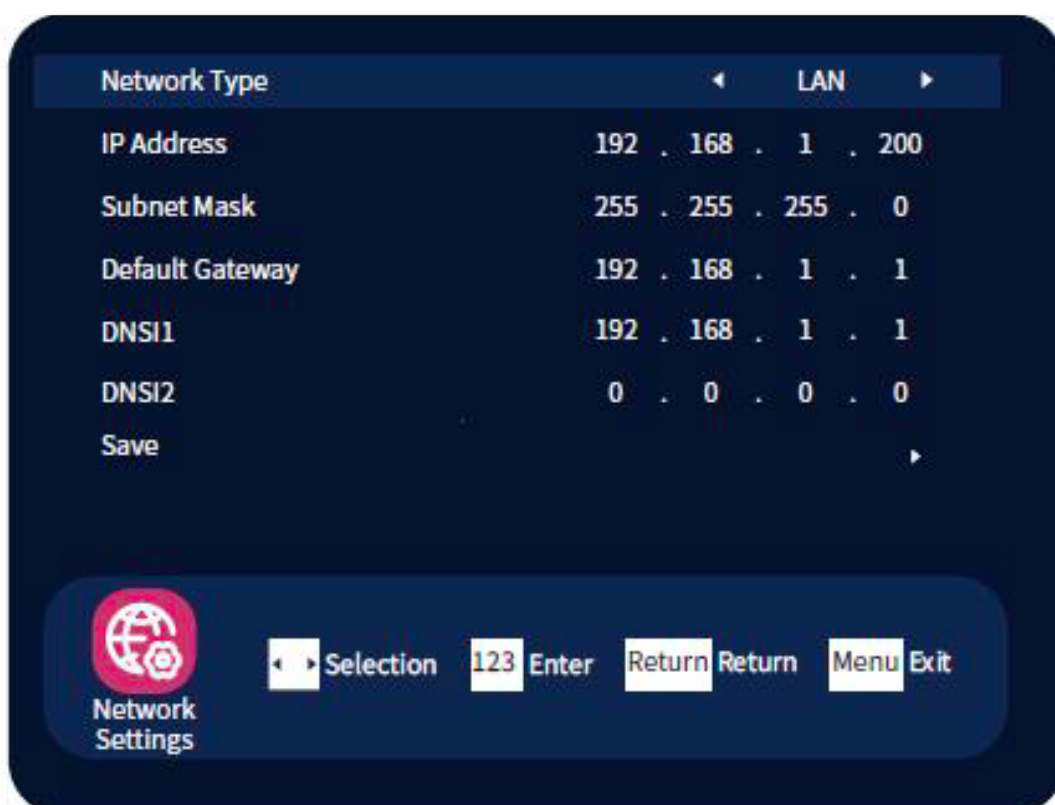 Network Type LAN
IP Address 192 . 168 . 1 . 200
Subnet Mask 255 . 255 . 255 . 0
Default Gateway 192 . 168 . 1 . 1
DNSI1 192 . 168 . 1 . 1
DNSI2 0 . 0 . 0 . 0
Save
Selection 123 Enter Return Return Menu Exit
Network
Settings